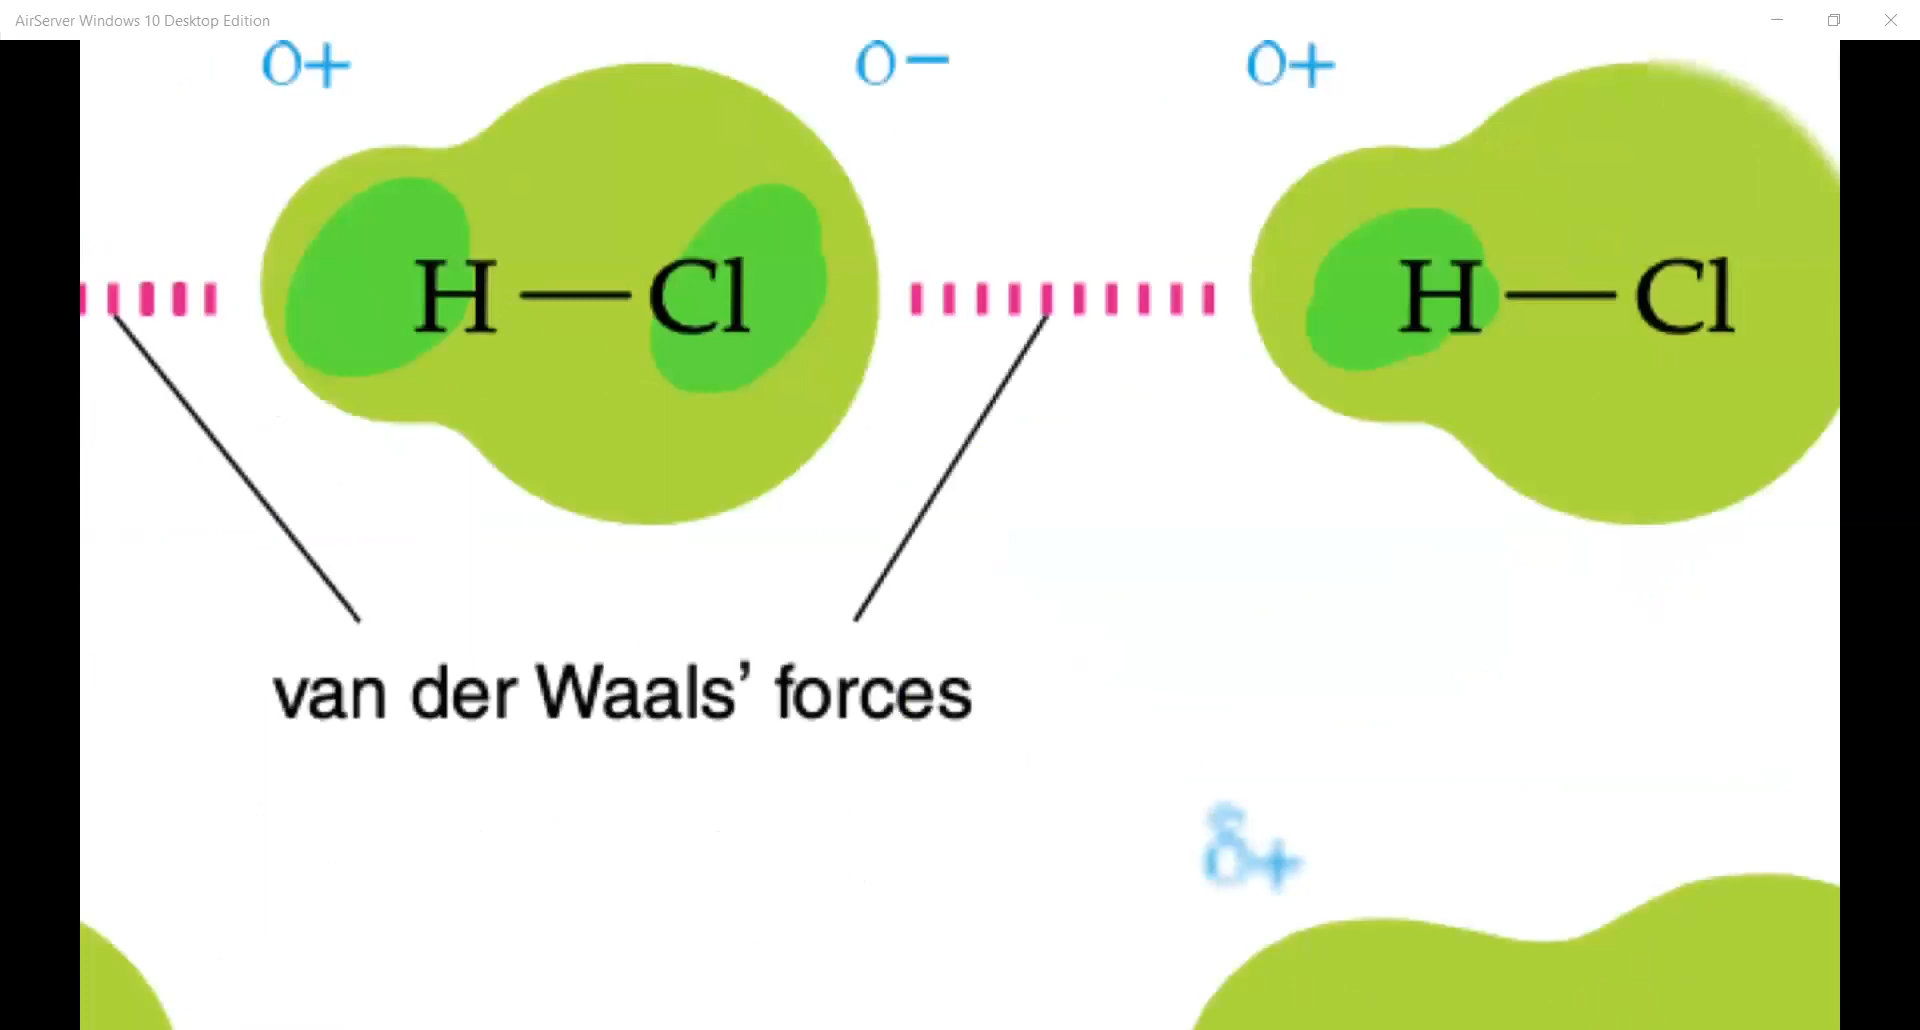 AirServer Windows 10 Desktop Edition
δ+ δ− δ+
H—Cl H—Cl
van der Waals’ forces
δ+